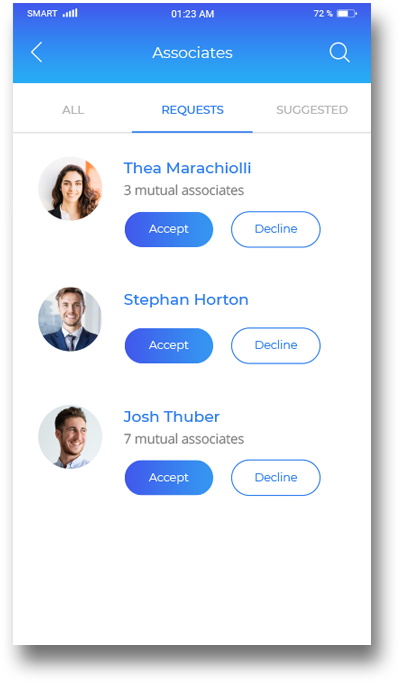 SMART 01:23 AM 72 %
Associates
ALL REQUESTS SUGGESTED
Thea Marachiolli
3 mutual associates
Accept Decline
Stephan Horton
Accept Decline
Josh Thuber
7 mutual associates
Accept Decline